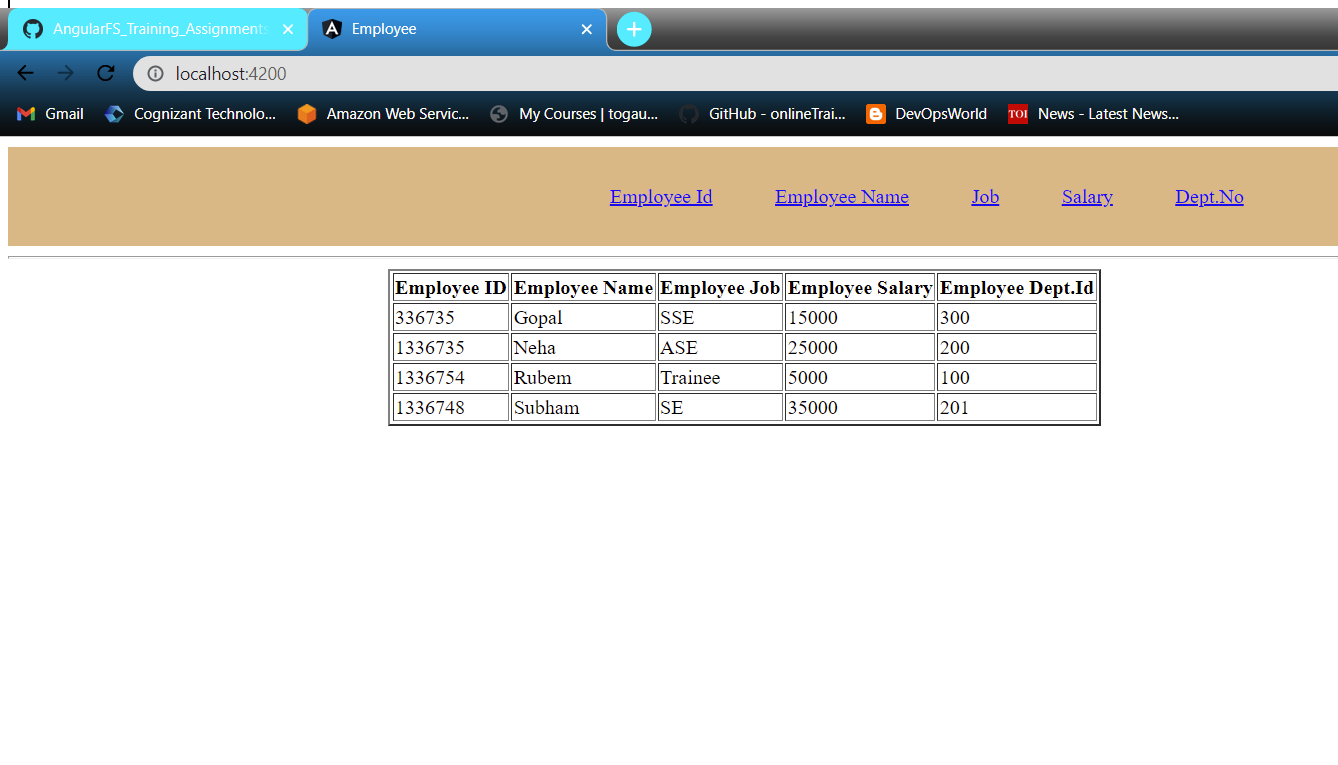 AngularFS_Training_Assignments Employee
localhost:4200
Gmail Cognizant Technolo... Amazon Web Servic... My Courses | togau... GitHub - onlineTrai... TOI DevOpsWorld News - Latest News...
Employee Id Employee Name Job Salary Dept.No
Employee ID Employee Name Employee Job Employee Salary Employee Dept.Id
336735 Gopal SSE 15000 300
1336735 Neha ASE 25000 200
1336754 Rubem Trainee 5000 100
1336748 Subham SE 35000 201